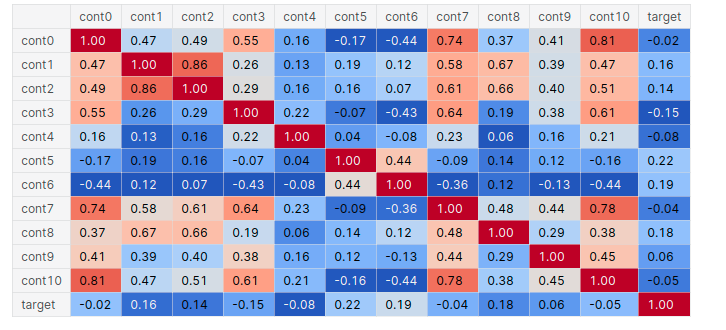 cont0 cont1 cont2 cont3 cont4 cont5 cont6 cont7 cont8 cont9 cont10 target
cont0 1.00 0.47 0.49 0.55 0.16 -0.17 -0.44 0.74 0.37 0.41 0.81 -0.02
cont1 0.47 1.00 0.86 0.26 0.13 0.19 0.12 0.58 0.67 0.39 0.47 0.16
cont2 0.49 0.86 1.00 0.29 0.16 0.16 0.07 0.61 0.66 0.40 0.51 0.14
cont3 0.55 0.26 0.29 1.00 0.22 -0.07 -0.43 0.64 0.19 0.38 0.61 -0.15
cont4 0.16 0.13 0.16 0.22 1.00 0.04 -0.08 0.23 0.06 0.16 0.21 -0.08
cont5 -0.17 0.19 0.16 -0.07 0.04 1.00 0.44 -0.09 0.14 0.12 -0.16 0.22
cont6 -0.44 0.12 0.07 -0.43 -0.08 0.44 1.00 -0.36 0.12 -0.13 -0.44 0.19
cont7 0.74 0.58 0.61 0.64 0.23 -0.09 -0.36 1.00 0.48 0.44 0.78 -0.04
cont8 0.37 0.67 0.66 0.19 0.06 0.14 0.12 0.48 1.00 0.29 0.38 0.18
cont9 0.41 0.39 0.40 0.38 0.16 0.12 -0.13 0.44 0.29 1.00 0.45 0.06
cont10 0.81 0.47 0.51 0.61 0.21 -0.16 -0.44 0.78 0.38 0.45 1.00 -0.05
target -0.02 0.16 0.14 -0.15 -0.08 0.22 0.19 -0.04 0.18 0.06 -0.05 1.00